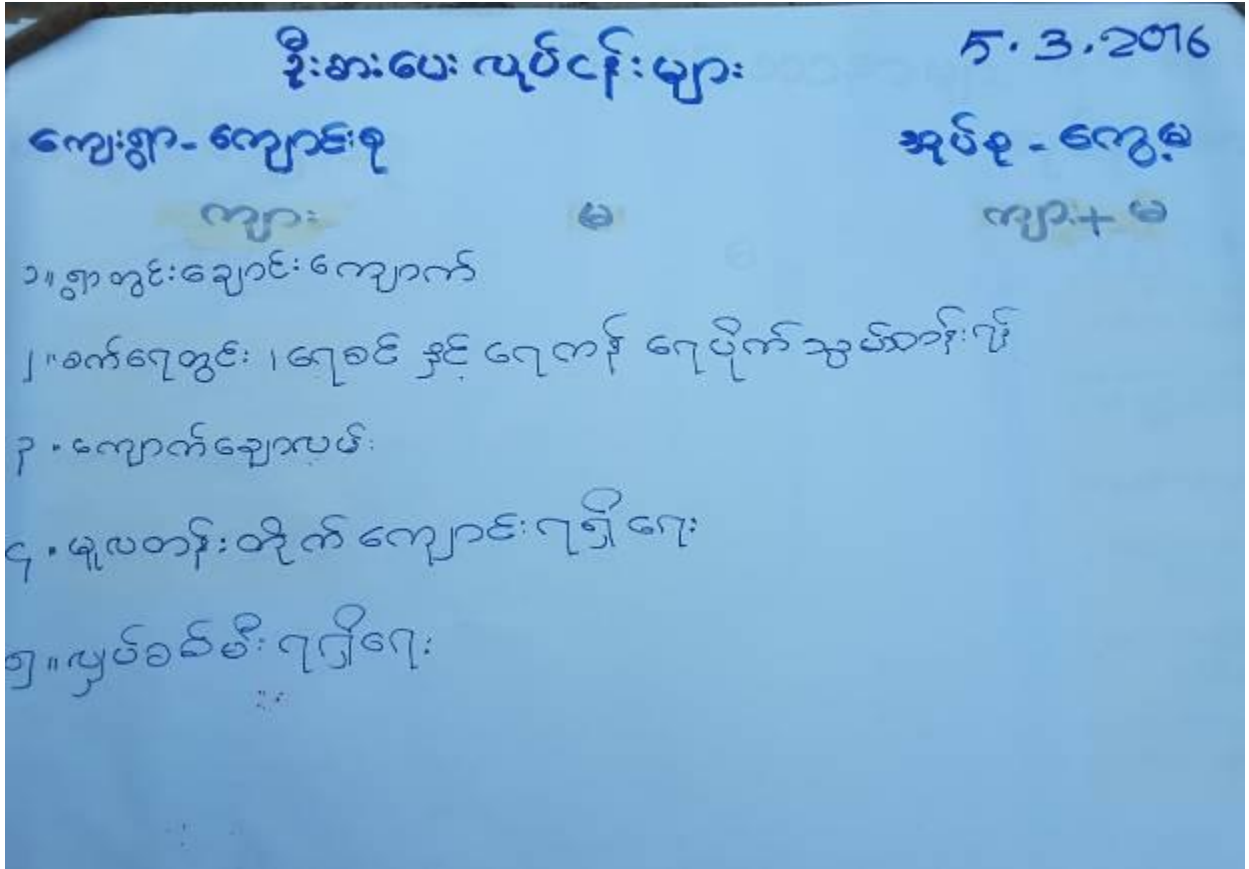 ဦးစားပေး လုပ်ငန်းများ 5.3.2016
ကျေးရွာ - ကျောင်းစု အုပ်စု - ကွေ့မ
ကျား မ ကျား + မ
၁။ ရွာတွင်းချောင်းကျောက်
၂။ စက်ရေတွင်း ၊ ရေစင် နှင့် ရေကန် ရေပိုက် သွယ်တန်းရန်
၃။ ကျောက်ချောလမ်း
၄။ မူလတန်း တိုက် ကျောင်း ရရှိ ရေး
၅။ လျှပ်စစ်မီး ရရှိရေး